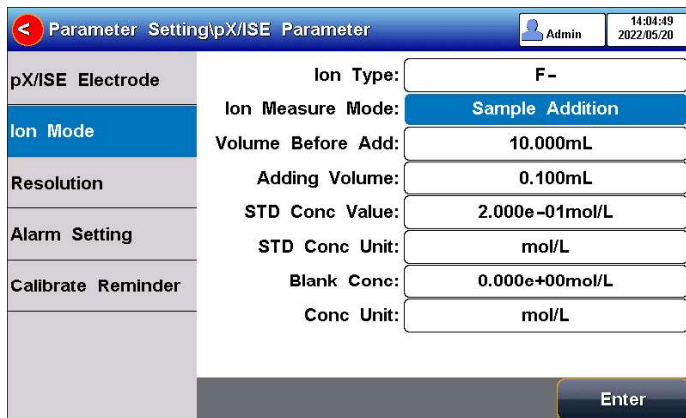 < Parameter Setting\pX/ISE Parameter
Admin
14:04:49
2022/05/20
pX/ISE Electrode
Ion Mode
Resolution
Alarm Setting
Calibrate Reminder
Ion Type: F-
Ion Measure Mode: Sample Addition
Volume Before Add: 10.000mL
Adding Volume: 0.100mL
STD Conc Value: 2.000e-01mol/L
STD Conc Unit: mol/L
Blank Conc: 0.000e+00mol/L
Conc Unit: mol/L
Enter